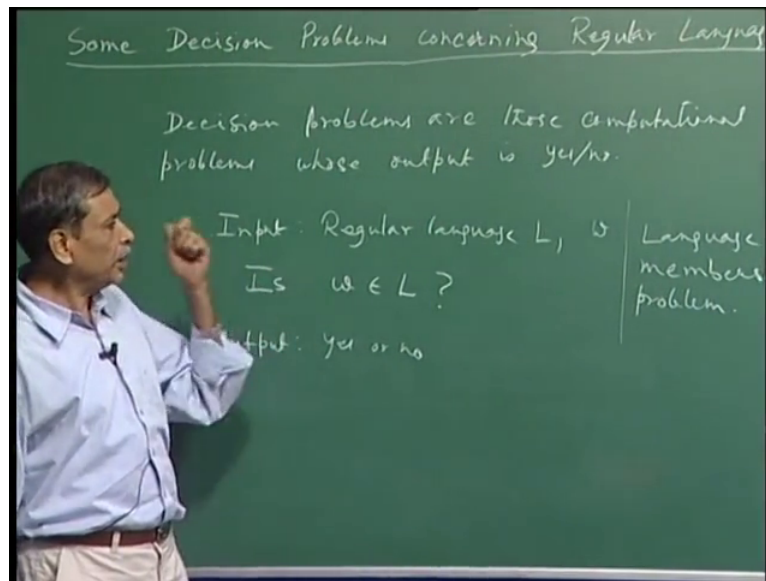 Some Decision Problems concerning Regular Languag
Decision problems are those computational
problems whose output is yes/no.
Input: Regular language L, w
Is w ∈ L ?
utput: yes or no
Language
members
problem.